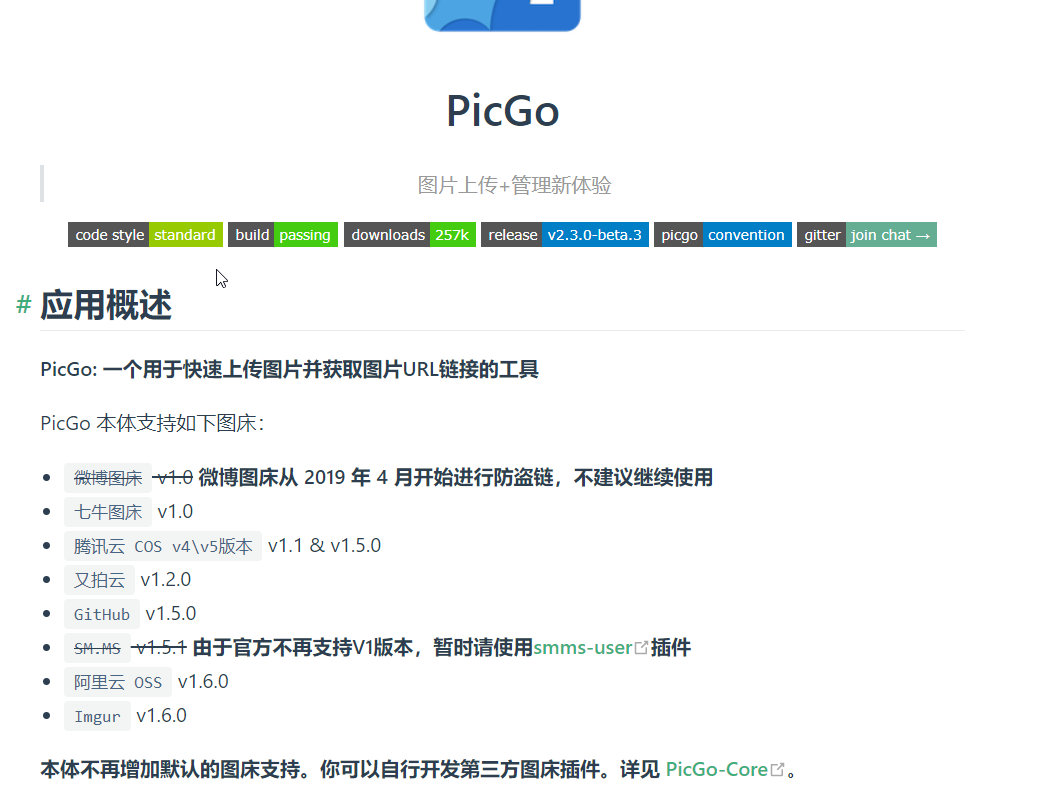 PicGo
图片上传+管理新体验
code style standard build passing downloads 257k release v2.3.0-beta.3 picgo convention gitter join chat →
# 应用概述
PicGo: 一个用于快速上传图片并获取图片URL链接的工具
PicGo 本体支持如下图床：
微博图床 v1.0 微博图床从 2019 年 4 月开始进行防盗链，不建议继续使用
七牛图床 v1.0
腾讯云 COS v4\v5版本 v1.1 & v1.5.0
又拍云 v1.2.0
GitHub v1.5.0
SM.MS v1.5.1 由于官方不再支持V1版本，暂时请使用smms-user插件
阿里云 OSS v1.6.0
Imgur v1.6.0
本体不再增加默认的图床支持。你可以自行开发第三方图床插件。详见 PicGo-Core。